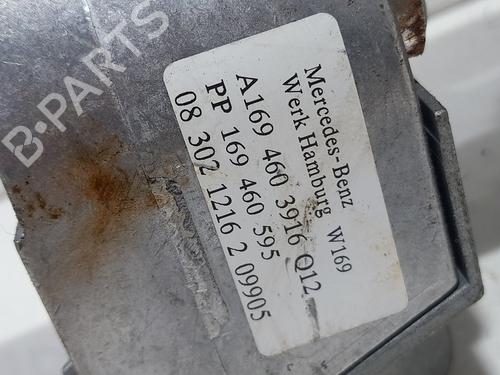 Mercedes-Benz
Werk Hamburg W169
A169 460 3916 Q12
PP 169 460 595
08 302 1216 2 09905
B-PARTS